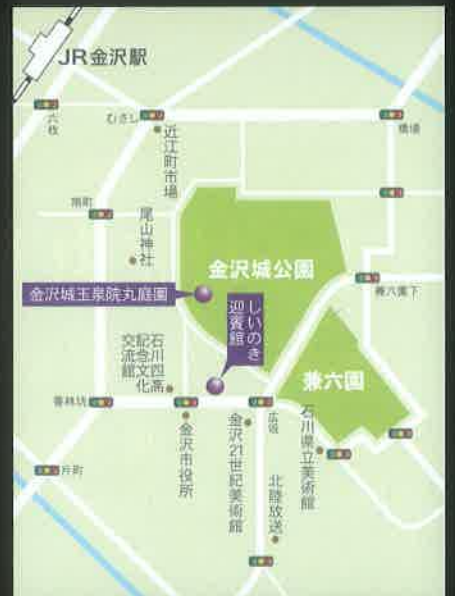 JR金沢駅
六枚
むさし
近江町市場
橋場
南町
尾山神社
金沢城公園
金沢城玉泉院丸庭園
しいのき
迎賓館
兼六園下
兼六園
石川四高
記念文化
交流館
香林坊
金沢市役所
金沢21世紀美術館
広坂
石川県立美術館
北陸放送
片町